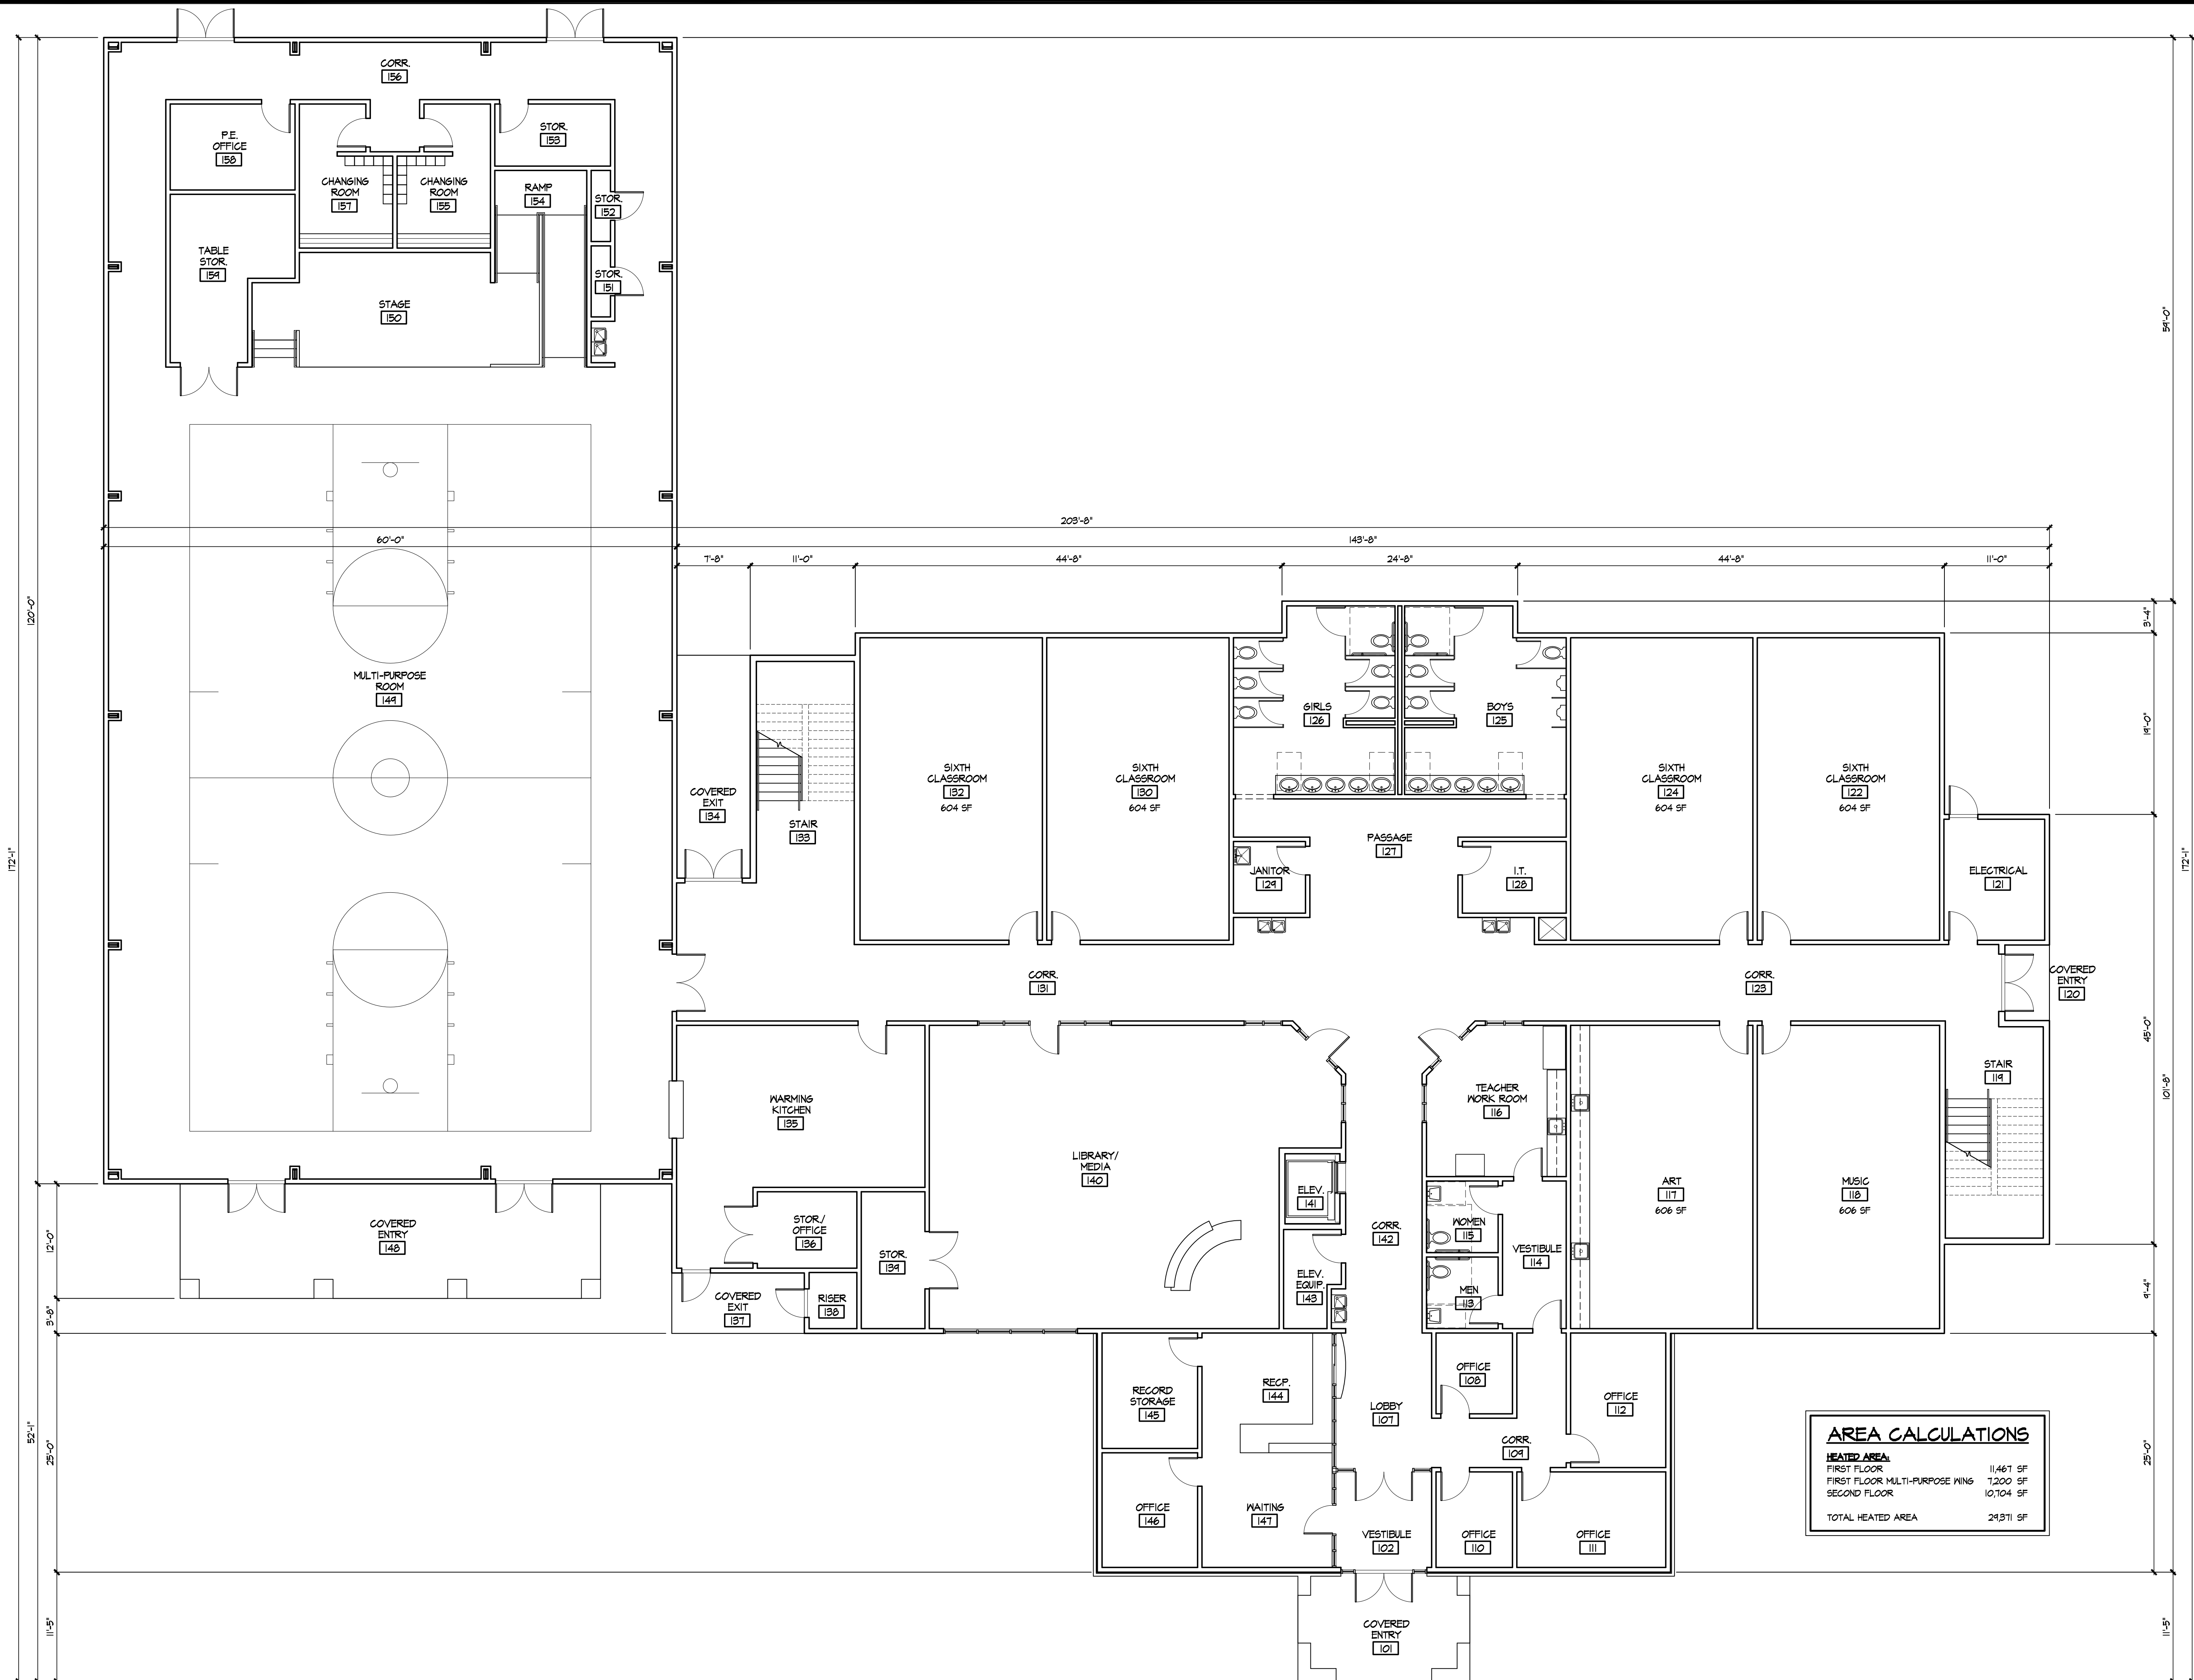 CORR.
156
P.E.
OFFICE
158
STOR.
153
CHANGING
ROOM
157
CHANGING
ROOM
155
RAMP
154
STOR.
152
TABLE
STOR.
159
STOR.
151
STAGE
150
59'-0"
203'-8"
60'-0"
143'-8"
7'-8"
11'-0"
44'-8"
24'-8"
44'-8"
11'-0"
120'-0"
3'-4"
MULTI-PURPOSE
ROOM
149
GIRLS
126
BOYS
125
19'-0"
SIXTH
CLASSROOM
132
604 SF
SIXTH
CLASSROOM
130
604 SF
SIXTH
CLASSROOM
124
604 SF
SIXTH
CLASSROOM
122
604 SF
COVERED
EXIT
134
STAIR
133
PASSAGE
127
172'-1"
172'-1"
JANITOR
129
I.T.
128
ELECTRICAL
121
CORR.
131
CORR.
123
COVERED
ENTRY
120
45'-0"
STAIR
119
101'-8"
WARMING
KITCHEN
135
TEACHER
WORK ROOM
116
LIBRARY/
MEDIA
140
ART
117
606 SF
MUSIC
118
606 SF
ELEV.
141
COVERED
ENTRY
148
STOR./
OFFICE
136
WOMEN
115
CORR.
142
12'-0"
STOR.
139
VESTIBULE
114
ELEV.
EQUIP.
143
MEN
113
9'-4"
COVERED
EXIT
137
RISER
138
3'-8"
RECORD
STORAGE
145
RECP.
144
OFFICE
108
LOBBY
107
OFFICE
112
52'-1"
25'-0"
CORR.
109
25'-0"
AREA CALCULATIONS
HEATED AREA:
FIRST FLOOR 11,467 SF
FIRST FLOOR MULTI-PURPOSE WING 7,200 SF
SECOND FLOOR 10,704 SF
TOTAL HEATED AREA 29,371 SF
OFFICE
146
WAITING
147
VESTIBULE
102
OFFICE
110
OFFICE
111
11'-5"
COVERED
ENTRY
101
11'-5"